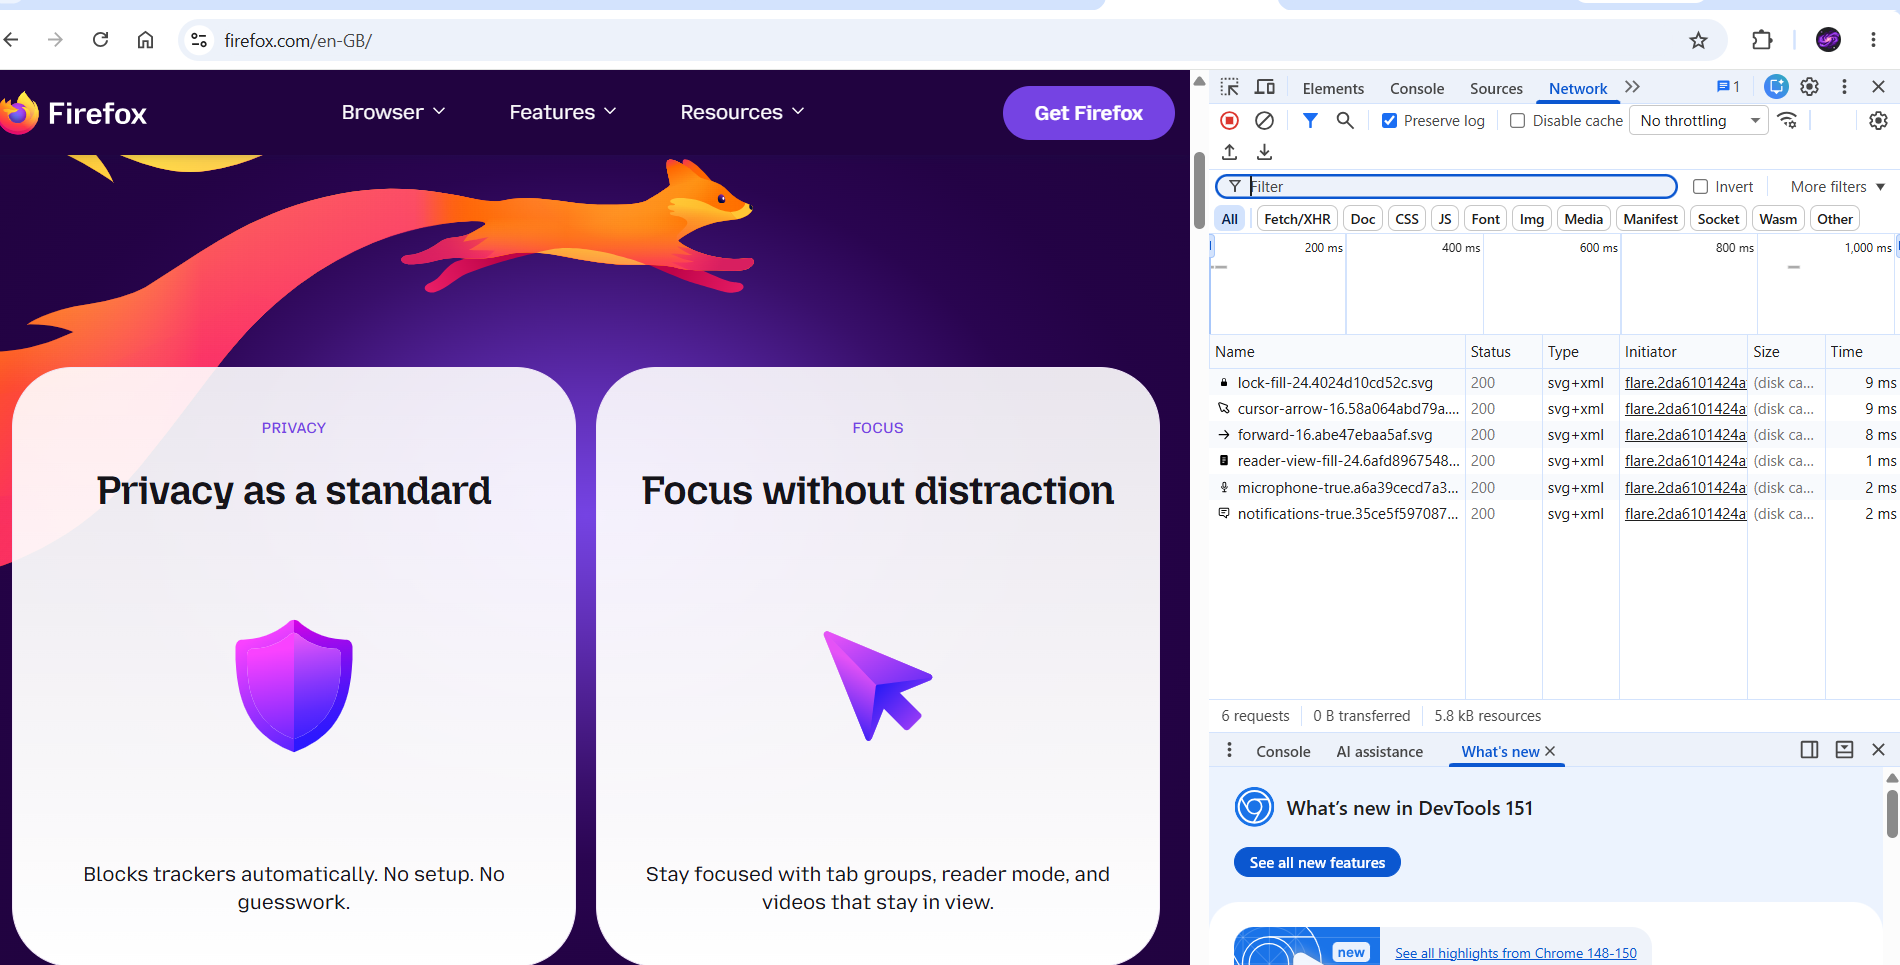 firefox.com/en-GB/
Firefox
Browser
Features
Resources
Get Firefox
PRIVACY
Privacy as a standard
Blocks trackers automatically. No setup. No
guesswork.
FOCUS
Focus without distraction
Stay focused with tab groups, reader mode, and
videos that stay in view.
Elements Console Sources Network 1
Preserve log Disable cache No throttling
Filter Invert More filters
All Fetch/XHR Doc CSS JS Font Img Media Manifest Socket Wasm Other
200 ms 400 ms 600 ms 800 ms 1,000 ms
Name Status Type Initiator Size Time
lock-fill-24.4024d10cd52c.svg 200 svg+xml flare.2da6101424a (disk ca... 9 ms
cursor-arrow-16.58a064abd79a.... 200 svg+xml flare.2da6101424a (disk ca... 9 ms
forward-16.abe47ebaa5af.svg 200 svg+xml flare.2da6101424a (disk ca... 8 ms
reader-view-fill-24.6afd8967548... 200 svg+xml flare.2da6101424a (disk ca... 1 ms
microphone-true.a6a39cecd7a3... 200 svg+xml flare.2da6101424a (disk ca... 2 ms
notifications-true.35ce5f597087... 200 svg+xml flare.2da6101424a (disk ca... 2 ms
6 requests 0 B transferred 5.8 kB resources
Console AI assistance What's new
What's new in DevTools 151
See all new features
new
See all highlights from Chrome 148-150